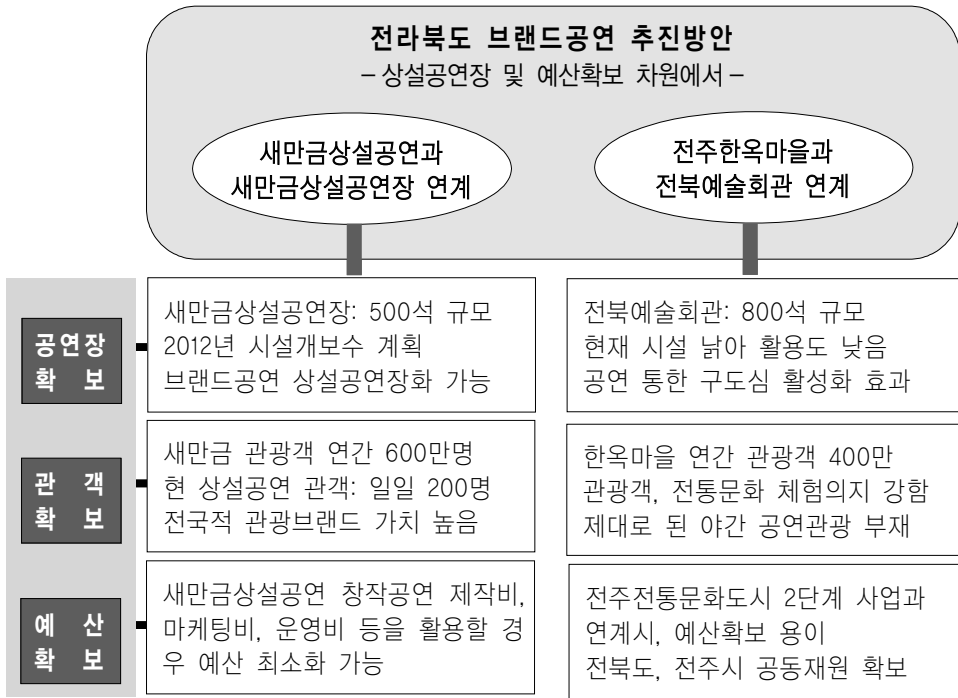 전라북도 브랜드공연 추진방안
– 상설공연장 및 예산확보 차원에서 –
새만금상설공연과
새만금상설공연장 연계
전주한옥마을과
전북예술회관 연계
공연장
확 보
새만금상설공연장: 500석 규모
2012년 시설개보수 계획
브랜드공연 상설공연장화 가능
전북예술회관: 800석 규모
현재 시설 낡아 활용도 낮음
공연 통한 구도심 활성화 효과
관 객
확 보
새만금 관광객 연간 600만명
현 상설공연 관객: 일일 200명
전국적 관광브랜드 가치 높음
한옥마을 연간 관광객 400만
관광객, 전통문화 체험의지 강함
제대로 된 야간 공연관광 부재
예 산
확 보
새만금상설공연 창작공연 제작비,
마케팅비, 운영비 등을 활용할 경
우 예산 최소화 가능
전주전통문화도시 2단계 사업과
연계시, 예산확보 용이
전북도, 전주시 공동재원 확보